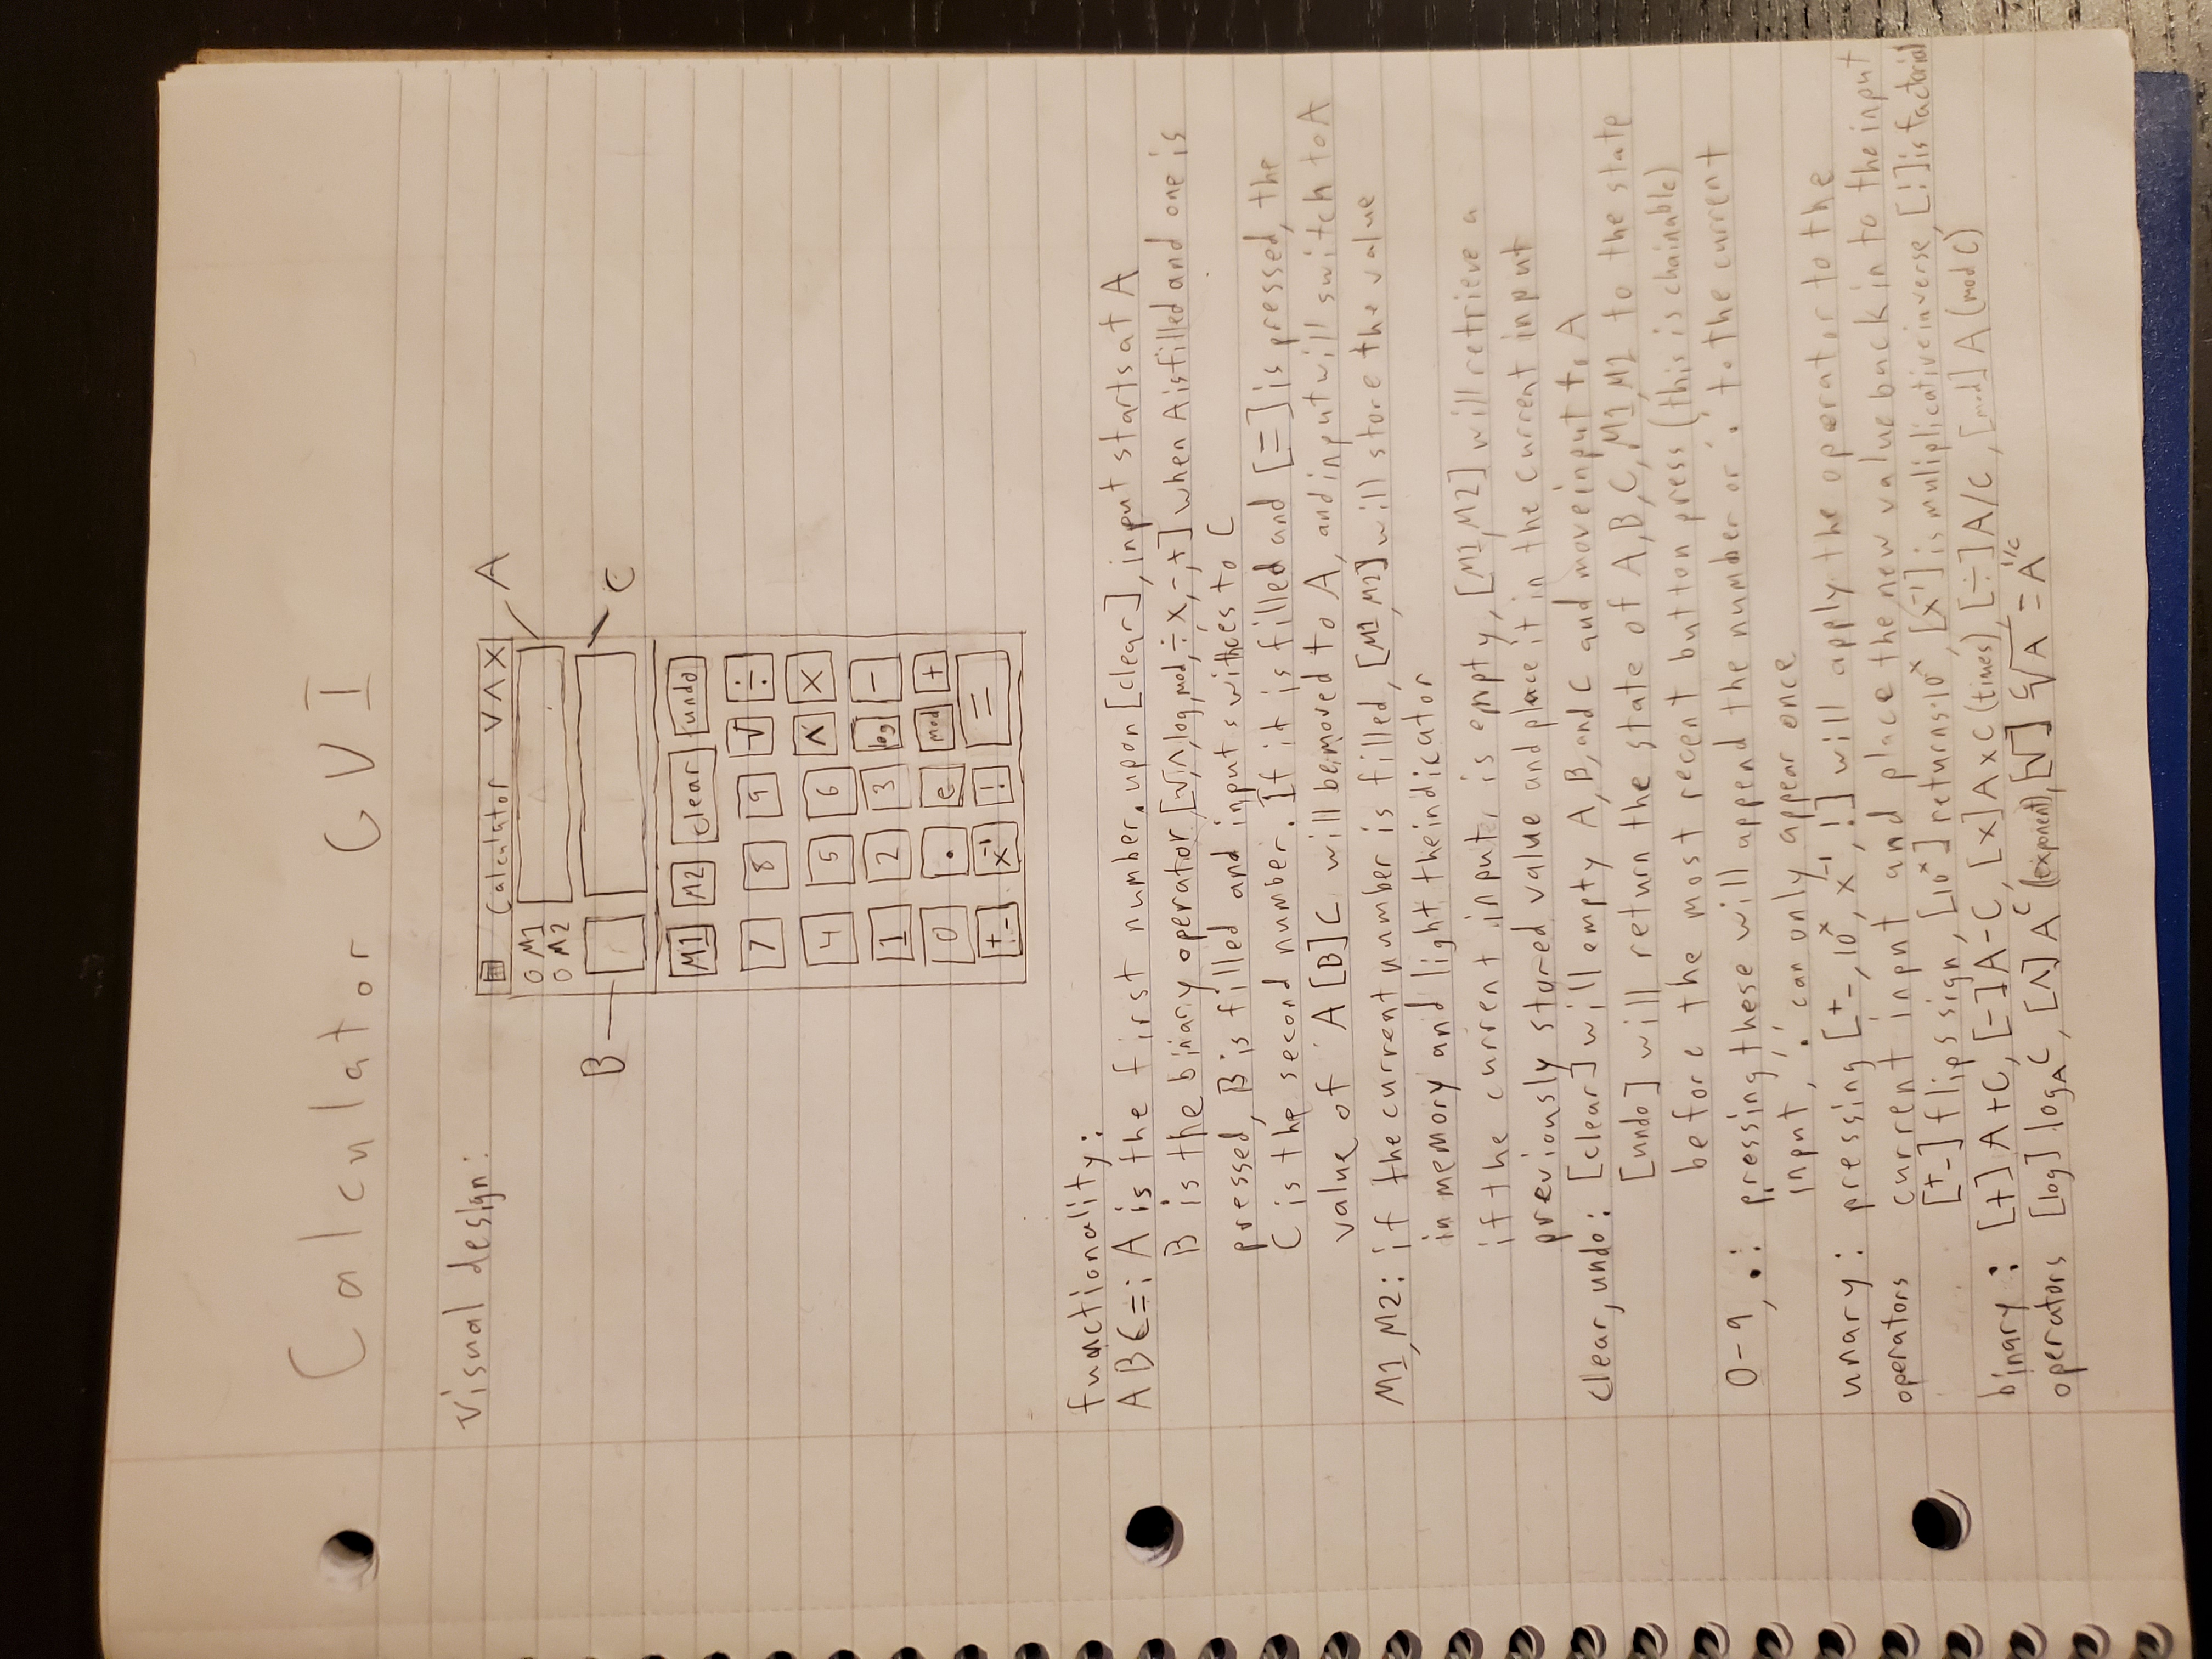 Calculator GUI
visual design:
Calculator V Λ X
A
M1
M2
B
C
M1 M2 clear undo
7 8 9 √ ÷
4 5 6 ^ X
1 2 3 log -
0 . e mod +
+- x⁻¹ ! =
functionality:
A B C =: A is the first number. upon [clear], input starts at A
B is the binary operator [√,^,log,mod,÷,x,-,+] when A is filled and one is
pressed, B is filled and input swithces to C
C is the second number. If it is filled and [=] is pressed, the
value of A [B] C will be moved to A, and input will switch to A
M1, M2: if the current number is filled, [M1, M2] will store the value
in memory and light the indicator
if the current input is empty, [M1, M2] will retrieve a
previously stored value and place it in the current input
clear, undo: [clear] will empty A, B, and C and move input to A
[undo] will return the state of A, B, C, M1, M2 to the state
before the most recent button press (this is chainable)
0-9, .: pressing these will append the number or '.' to the current
input, '.' can only appear once
unary: pressing [+-, 10ˣ, x⁻¹, !] will apply the operator to the
operators current input and place the new value back in to the input
[+-] flips sign, [10ˣ] returns 10ˣ, [x⁻¹] is muliplicative inverse, [!] is factorial
binary: [+] A+C, [-] A-C, [x] A x C (times), [÷] A/C, [mod] A (mod C)
operators [log] log_A C, [^] A^C (exponent), [√] ᶜ√A = A^1/C